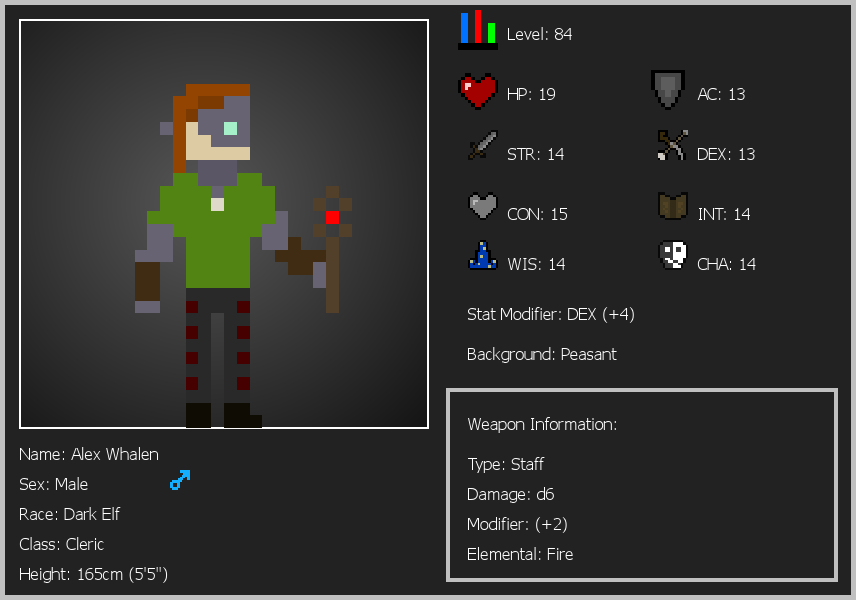 Level: 84
HP: 19
AC: 13
STR: 14
DEX: 13
CON: 15
INT: 14
WIS: 14
CHA: 14
Stat Modifier: DEX (+4)
Background: Peasant
Weapon Information:
Type: Staff
Damage: d6
Modifier: (+2)
Elemental: Fire
Name: Alex Whalen
Sex: Male
Race: Dark Elf
Class: Cleric
Height: 165cm (5'5")